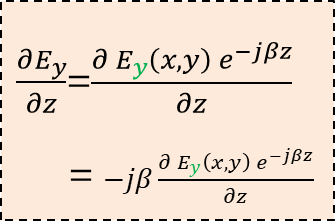 ∂E_y/∂z = ∂ E_y(x,y) e^{-jβz}/∂z
= -jβ ∂ E_y(x,y) e^{-jβz}/∂z